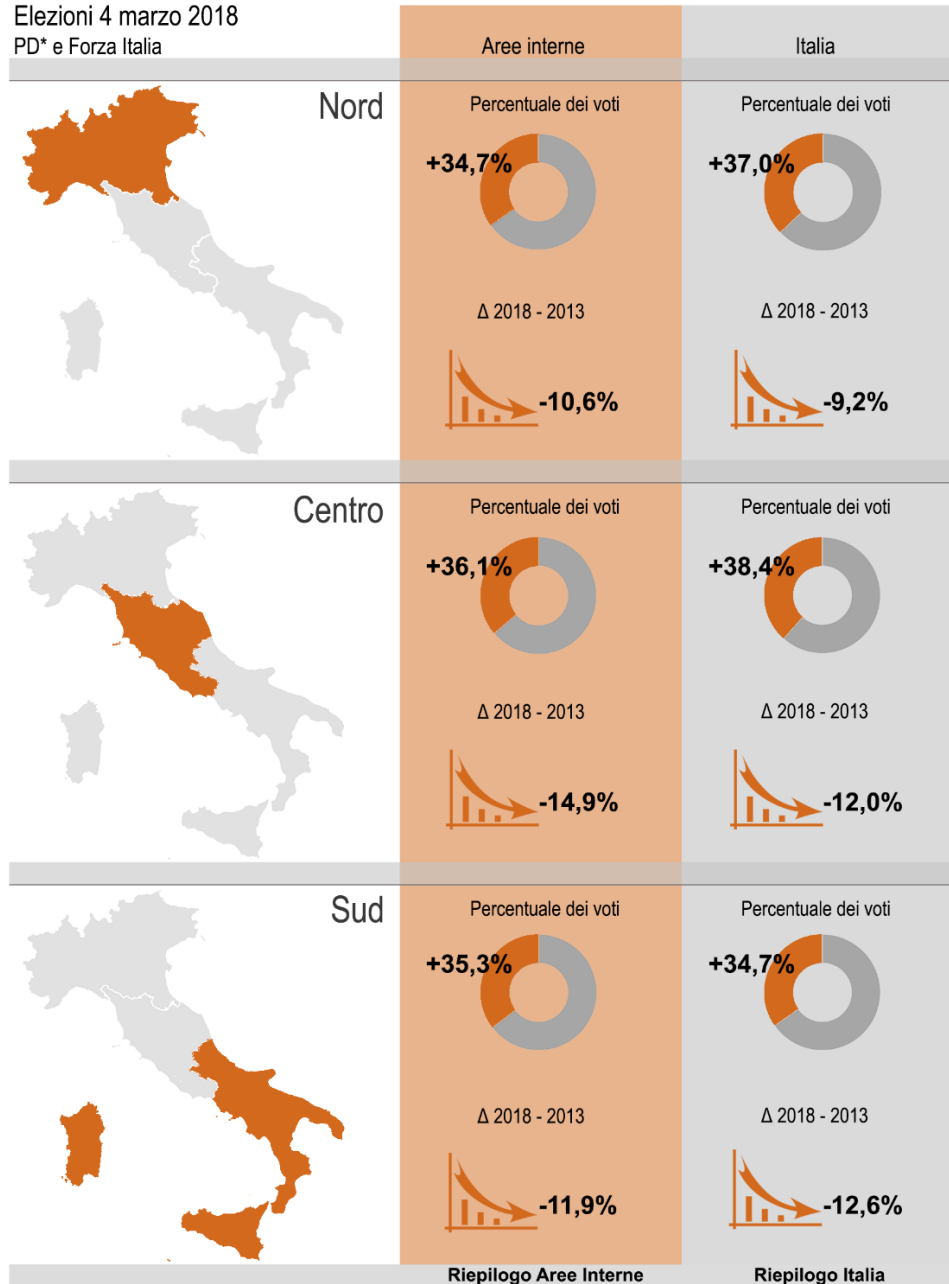 Elezioni 4 marzo 2018
PD* e Forza Italia
Aree interne
Italia
Nord
Percentuale dei voti
Percentuale dei voti
+34,7%
+37,0%
Δ 2018 - 2013
Δ 2018 - 2013
-10,6%
-9,2%
Centro
Percentuale dei voti
Percentuale dei voti
+36,1%
+38,4%
Δ 2018 - 2013
Δ 2018 - 2013
-14,9%
-12,0%
Sud
Percentuale dei voti
Percentuale dei voti
+35,3%
+34,7%
Δ 2018 - 2013
Δ 2018 - 2013
-11,9%
-12,6%
Riepilogo Aree Interne
Riepilogo Italia